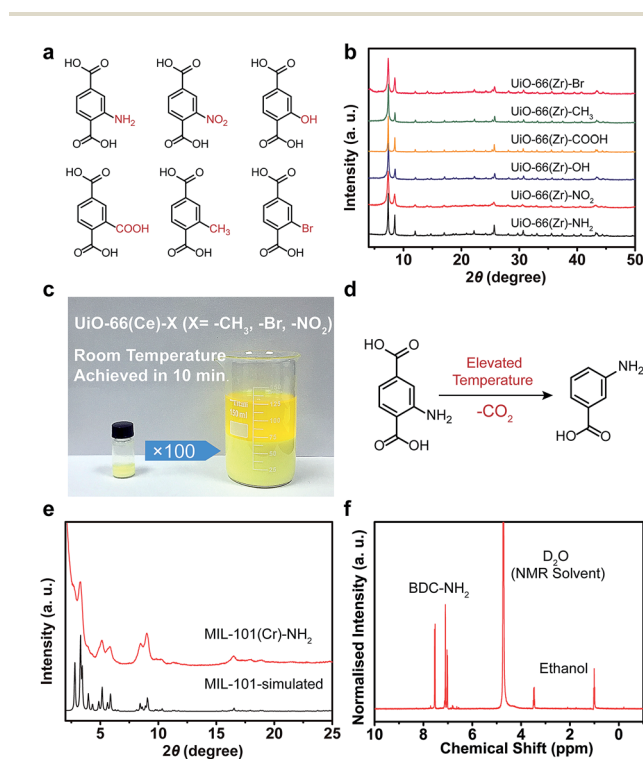 a
HO O
NH₂
O OH
HO O
NO₂
O OH
HO O
OH
O OH
HO O
COOH
O OH
HO O
CH₃
O OH
HO O
Br
O OH
b
Intensity (a. u.)
UiO-66(Zr)-Br
UiO-66(Zr)-CH₃
UiO-66(Zr)-COOH
UiO-66(Zr)-OH
UiO-66(Zr)-NO₂
UiO-66(Zr)-NH₂
10 20 30 40 50
2θ (degree)
c
UiO-66(Ce)-X (X= -CH₃, -Br, -NO₂)
Room Temperature
Achieved in 10 min.
×100
d
HO O
NH₂
O OH
Elevated
Temperature
-CO₂
NH₂
HO O
e
Intensity (a. u.)
MIL-101(Cr)-NH₂
MIL-101-simulated
5 10 15 20 25
2θ (degree)
f
Normalised Intensity (a. u.)
D₂O
(NMR Solvent)
BDC-NH₂
Ethanol
10 8 6 4 2 0
Chemical Shift (ppm)